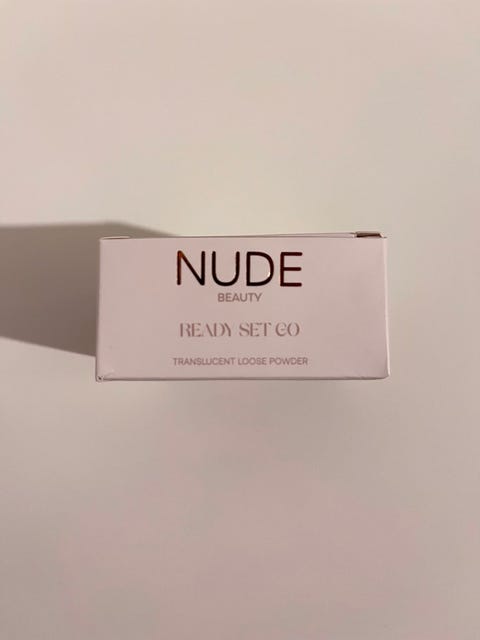 NUDE
BEAUTY
READY SET GO
TRANSLUCENT LOOSE POWDER